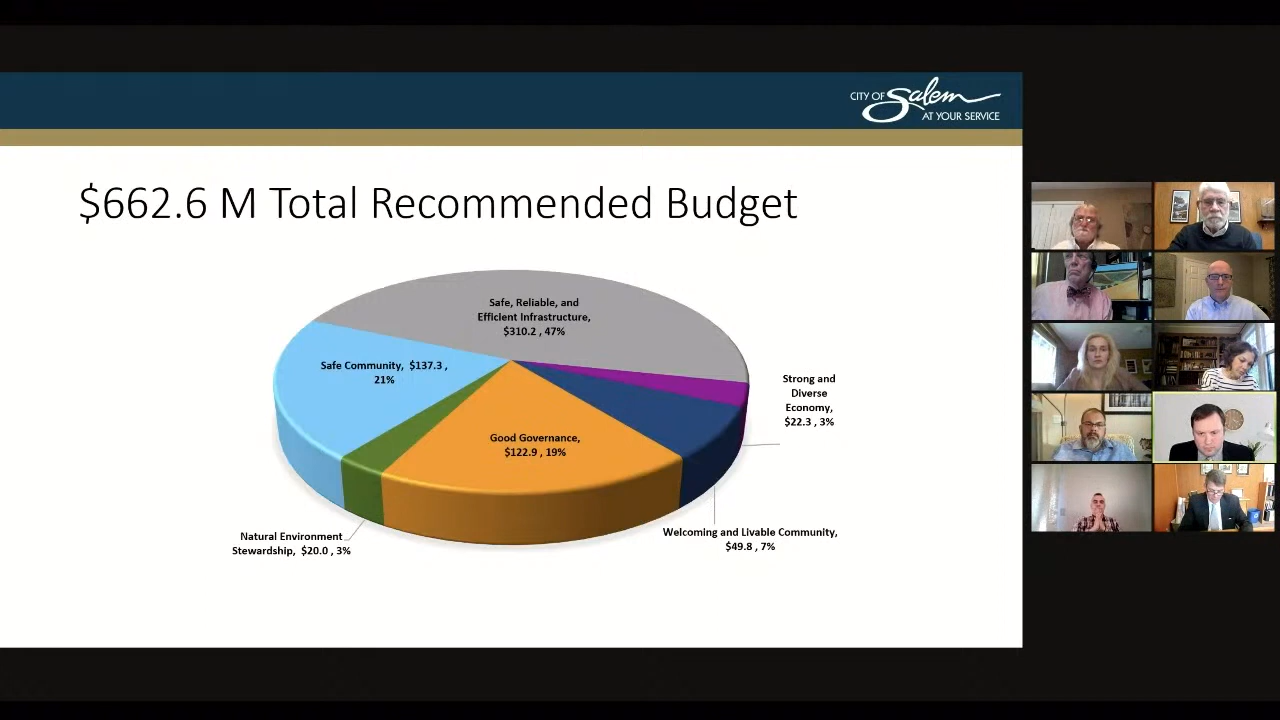 CITY OF Salem
AT YOUR SERVICE
$662.6 M Total Recommended Budget
Safe, Reliable, and
Efficient Infrastructure,
$310.2 , 47%
Safe Community, $137.3 ,
21%
Strong and
Diverse
Economy,
$22.3 , 3%
Good Governance,
$122.9 , 19%
Natural Environment
Stewardship, $20.0 , 3%
Welcoming and Livable Community,
$49.8 , 7%